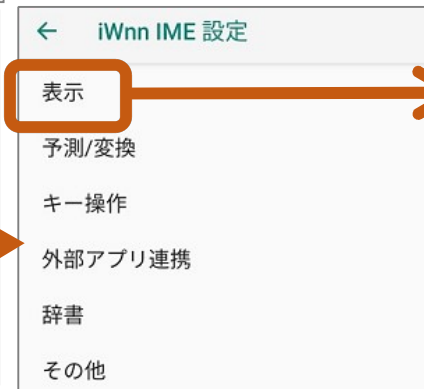 ← iWnn IME 設定
表示
予測/変換
キー操作
外部アプリ連携
辞書
その他